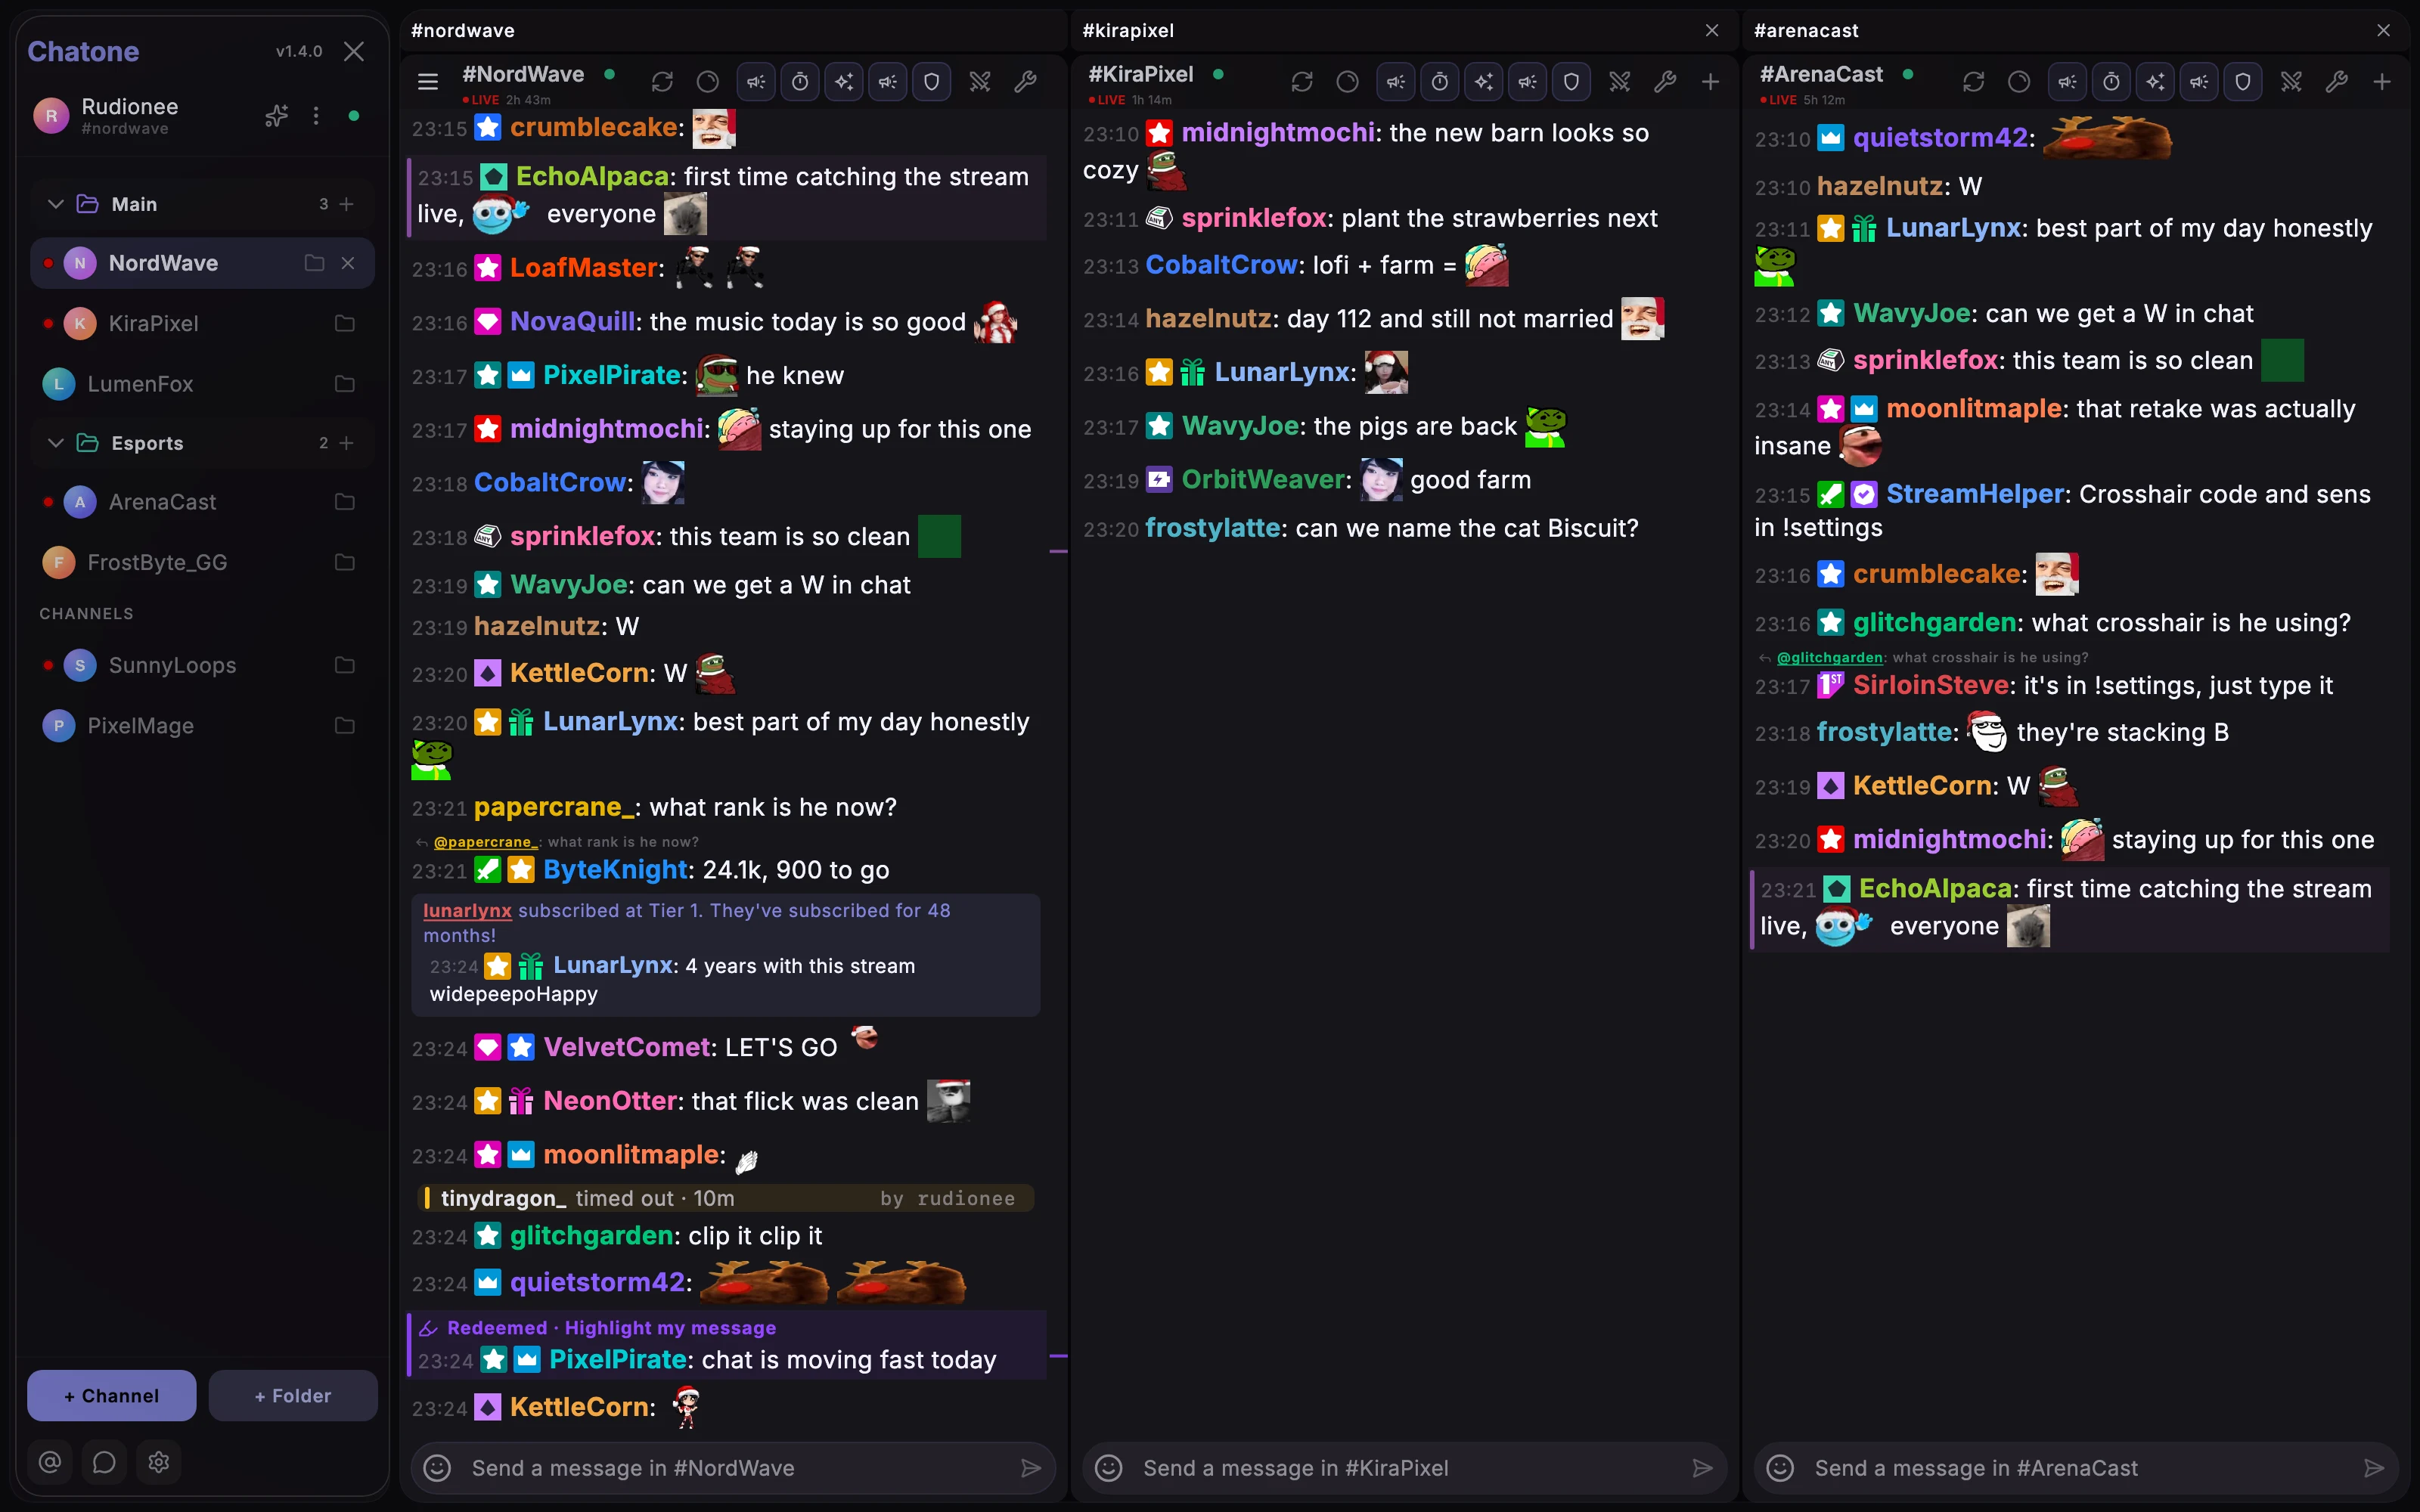 Chatone
v1.4.0
R
Rudionee
#nordwave
Main
3 +
N
NordWave
K
KiraPixel
L
LumenFox
Esports
2 +
A
ArenaCast
F
FrostByte_GG
CHANNELS
S
SunnyLoops
P
PixelMage
+ Channel
+ Folder
@
#nordwave
#NordWave
LIVE 2h 43m
23:15 crumblecake:
23:15 EchoAlpaca: first time catching the stream
live, everyone
23:16 LoafMaster:
23:16 NovaQuill: the music today is so good
23:17 PixelPirate: he knew
23:17 midnightmochi: staying up for this one
23:18 CobaltCrow:
23:18 ANY sprinklefox: this team is so clean
23:19 WavyJoe: can we get a W in chat
23:19 hazelnutz: W
23:20 KettleCorn: W
23:20 LunarLynx: best part of my day honestly
23:21 papercrane_: what rank is he now?
@papercrane_: what rank is he now?
23:21 ByteKnight: 24.1k, 900 to go
lunarlynx subscribed at Tier 1. They've subscribed for 48
months!
23:24 LunarLynx: 4 years with this stream
widepeepoHappy
23:24 VelvetComet: LET'S GO
23:24 NeonOtter: that flick was clean
23:24 moonlitmaple:
tinydragon_ timed out · 10m by rudionee
23:24 glitchgarden: clip it clip it
23:24 quietstorm42:
Redeemed · Highlight my message
23:24 PixelPirate: chat is moving fast today
23:24 KettleCorn:
Send a message in #NordWave
#kirapixel
#KiraPixel
LIVE 1h 14m
23:10 midnightmochi: the new barn looks so
cozy
23:11 ANY sprinklefox: plant the strawberries next
23:13 CobaltCrow: lofi + farm =
23:14 hazelnutz: day 112 and still not married
23:16 LunarLynx:
23:17 WavyJoe: the pigs are back
23:19 OrbitWeaver: good farm
23:20 frostylatte: can we name the cat Biscuit?
Send a message in #KiraPixel
#arenacast
#ArenaCast
LIVE 5h 12m
23:10 quietstorm42:
23:10 hazelnutz: W
23:11 LunarLynx: best part of my day honestly
23:12 WavyJoe: can we get a W in chat
23:13 ANY sprinklefox: this team is so clean
23:14 moonlitmaple: that retake was actually
insane
23:15 StreamHelper: Crosshair code and sens
in !settings
23:16 crumblecake:
23:16 glitchgarden: what crosshair is he using?
@glitchgarden: what crosshair is he using?
23:17 1ST SirloinSteve: it's in !settings, just type it
23:18 frostylatte: they're stacking B
23:19 KettleCorn: W
23:20 midnightmochi: staying up for this one
23:21 EchoAlpaca: first time catching the stream
live, everyone
Send a message in #ArenaCast